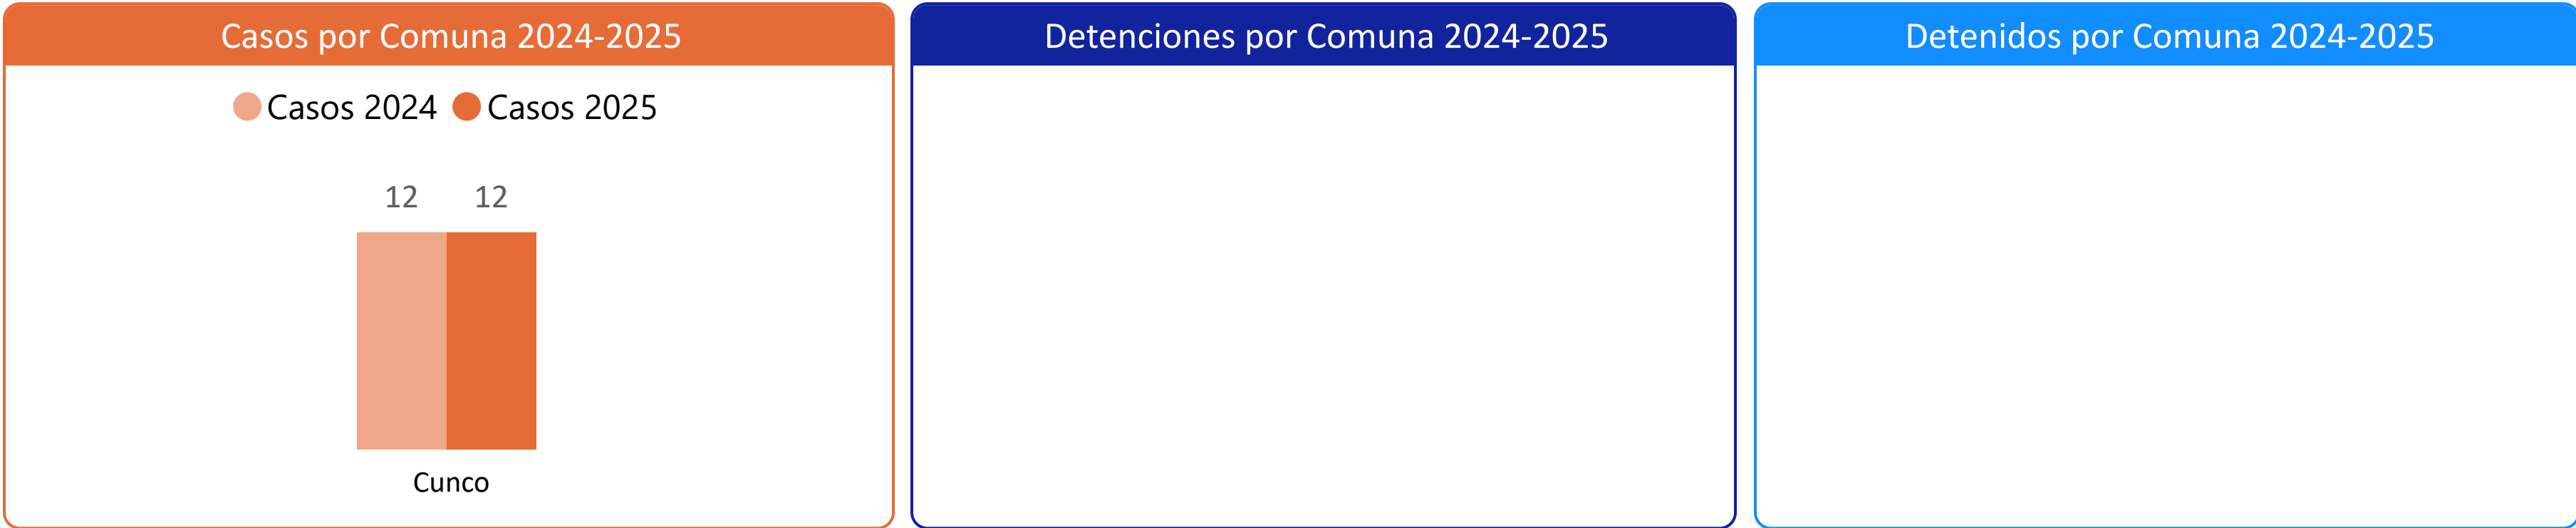 Casos por Comuna 2024-2025
Casos 2024 Casos 2025
12 12
Cunco
Detenciones por Comuna 2024-2025
Detenidos por Comuna 2024-2025